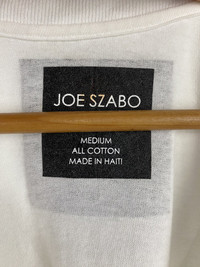 JOE SZABO
MEDIUM
ALL COTTON
MADE IN HAITI